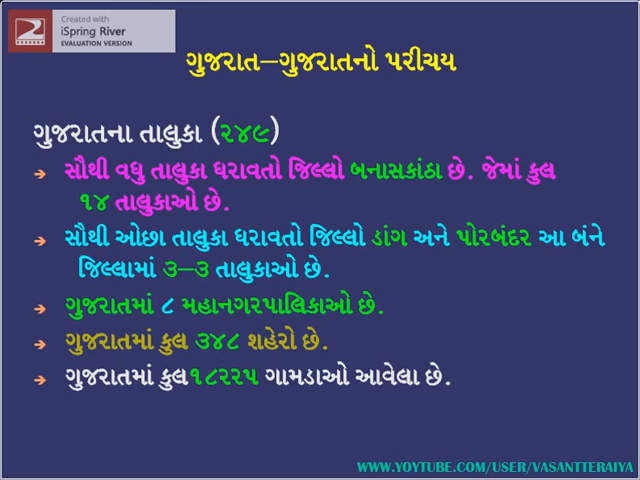 Created with
iSpring River
EVALUATION VERSION
ગુજરાત–ગુજરાતનો પરીચય
ગુજરાતના તાલુકા (૨૪૯)
સૌથી વધુ તાલુકા ધરાવતો જિલ્લો બનાસકાંઠા છે. જેમાં કુલ
૧૪ તાલુકાઓ છે.
સૌથી ઓછા તાલુકા ધરાવતો જિલ્લો ડાંગ અને પોરબંદર આ બંને
જિલ્લામાં ૩–૩ તાલુકાઓ છે.
ગુજરાતમાં ૮ મહાનગરપાલિકાઓ છે.
ગુજરાતમાં કુલ ૩૪૮ શહેરો છે.
ગુજરાતમાં કુલ૧૮૨૨૫ ગામડાઓ આવેલા છે.
WWW.YOYTUBE.COM/USER/VASANTTERAIYA